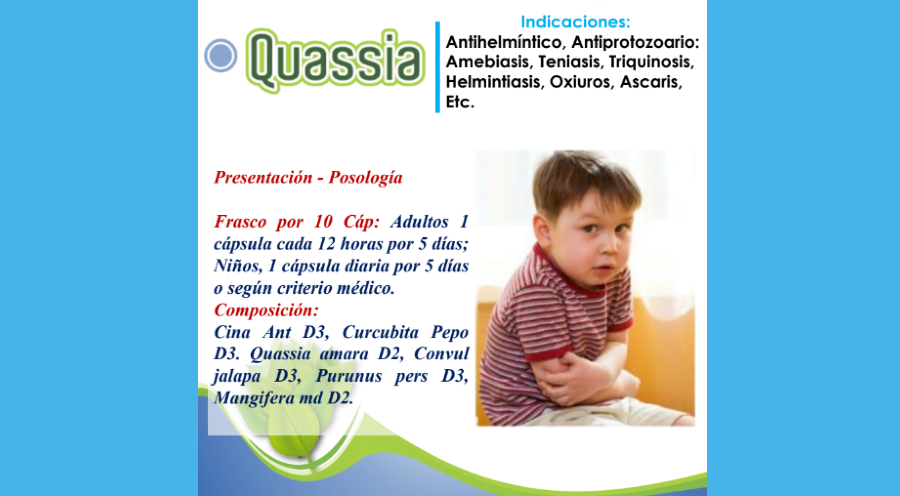 Quassia
Indicaciones:
Antihelmíntico, Antiprotozoario:
Amebiasis, Teniasis, Triquinosis,
Helmintiasis, Oxiuros, Ascaris,
Etc.
Presentación - Posología
Frasco por 10 Cáp: Adultos 1
cápsula cada 12 horas por 5 días;
Niños, 1 cápsula diaria por 5 días
o según criterio médico.
Composición:
Cina Ant D3, Curcubita Pepo
D3. Quassia amara D2, Convul
jalapa D3, Purunus pers D3,
Mangifera md D2.